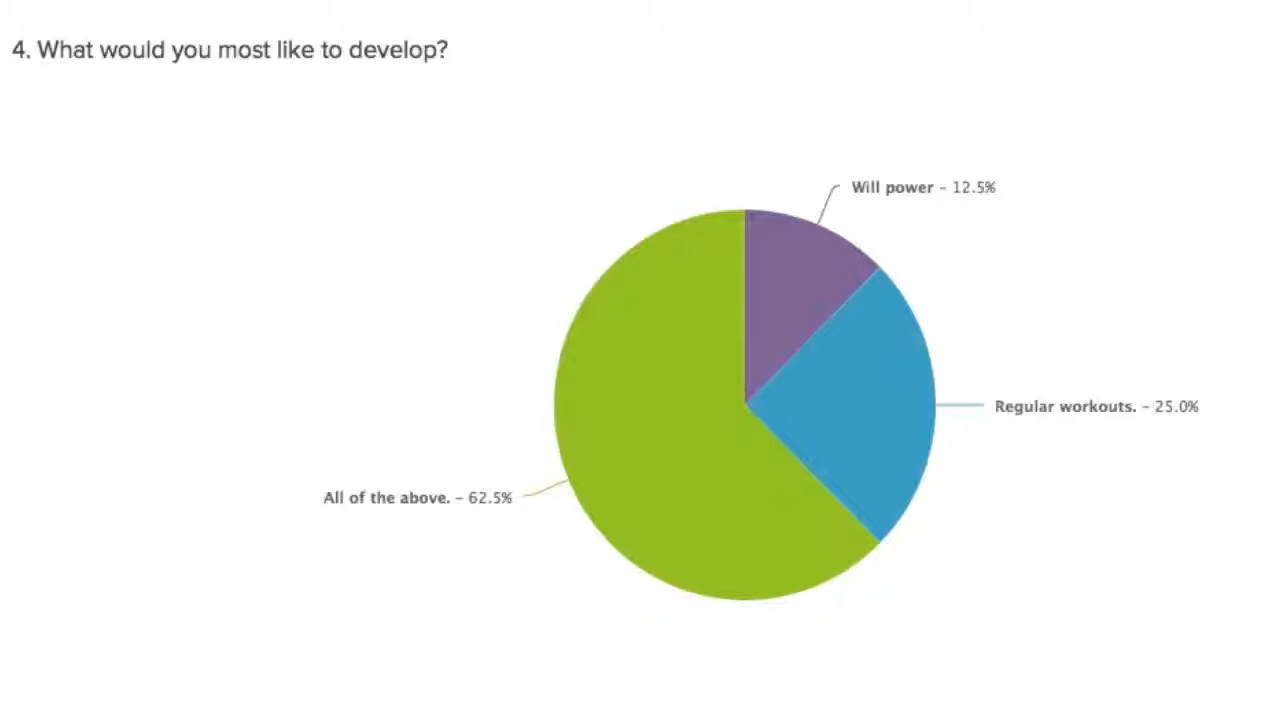 4. What would you most like to develop?
Will power – 12.5%
Regular workouts. – 25.0%
All of the above. – 62.5%